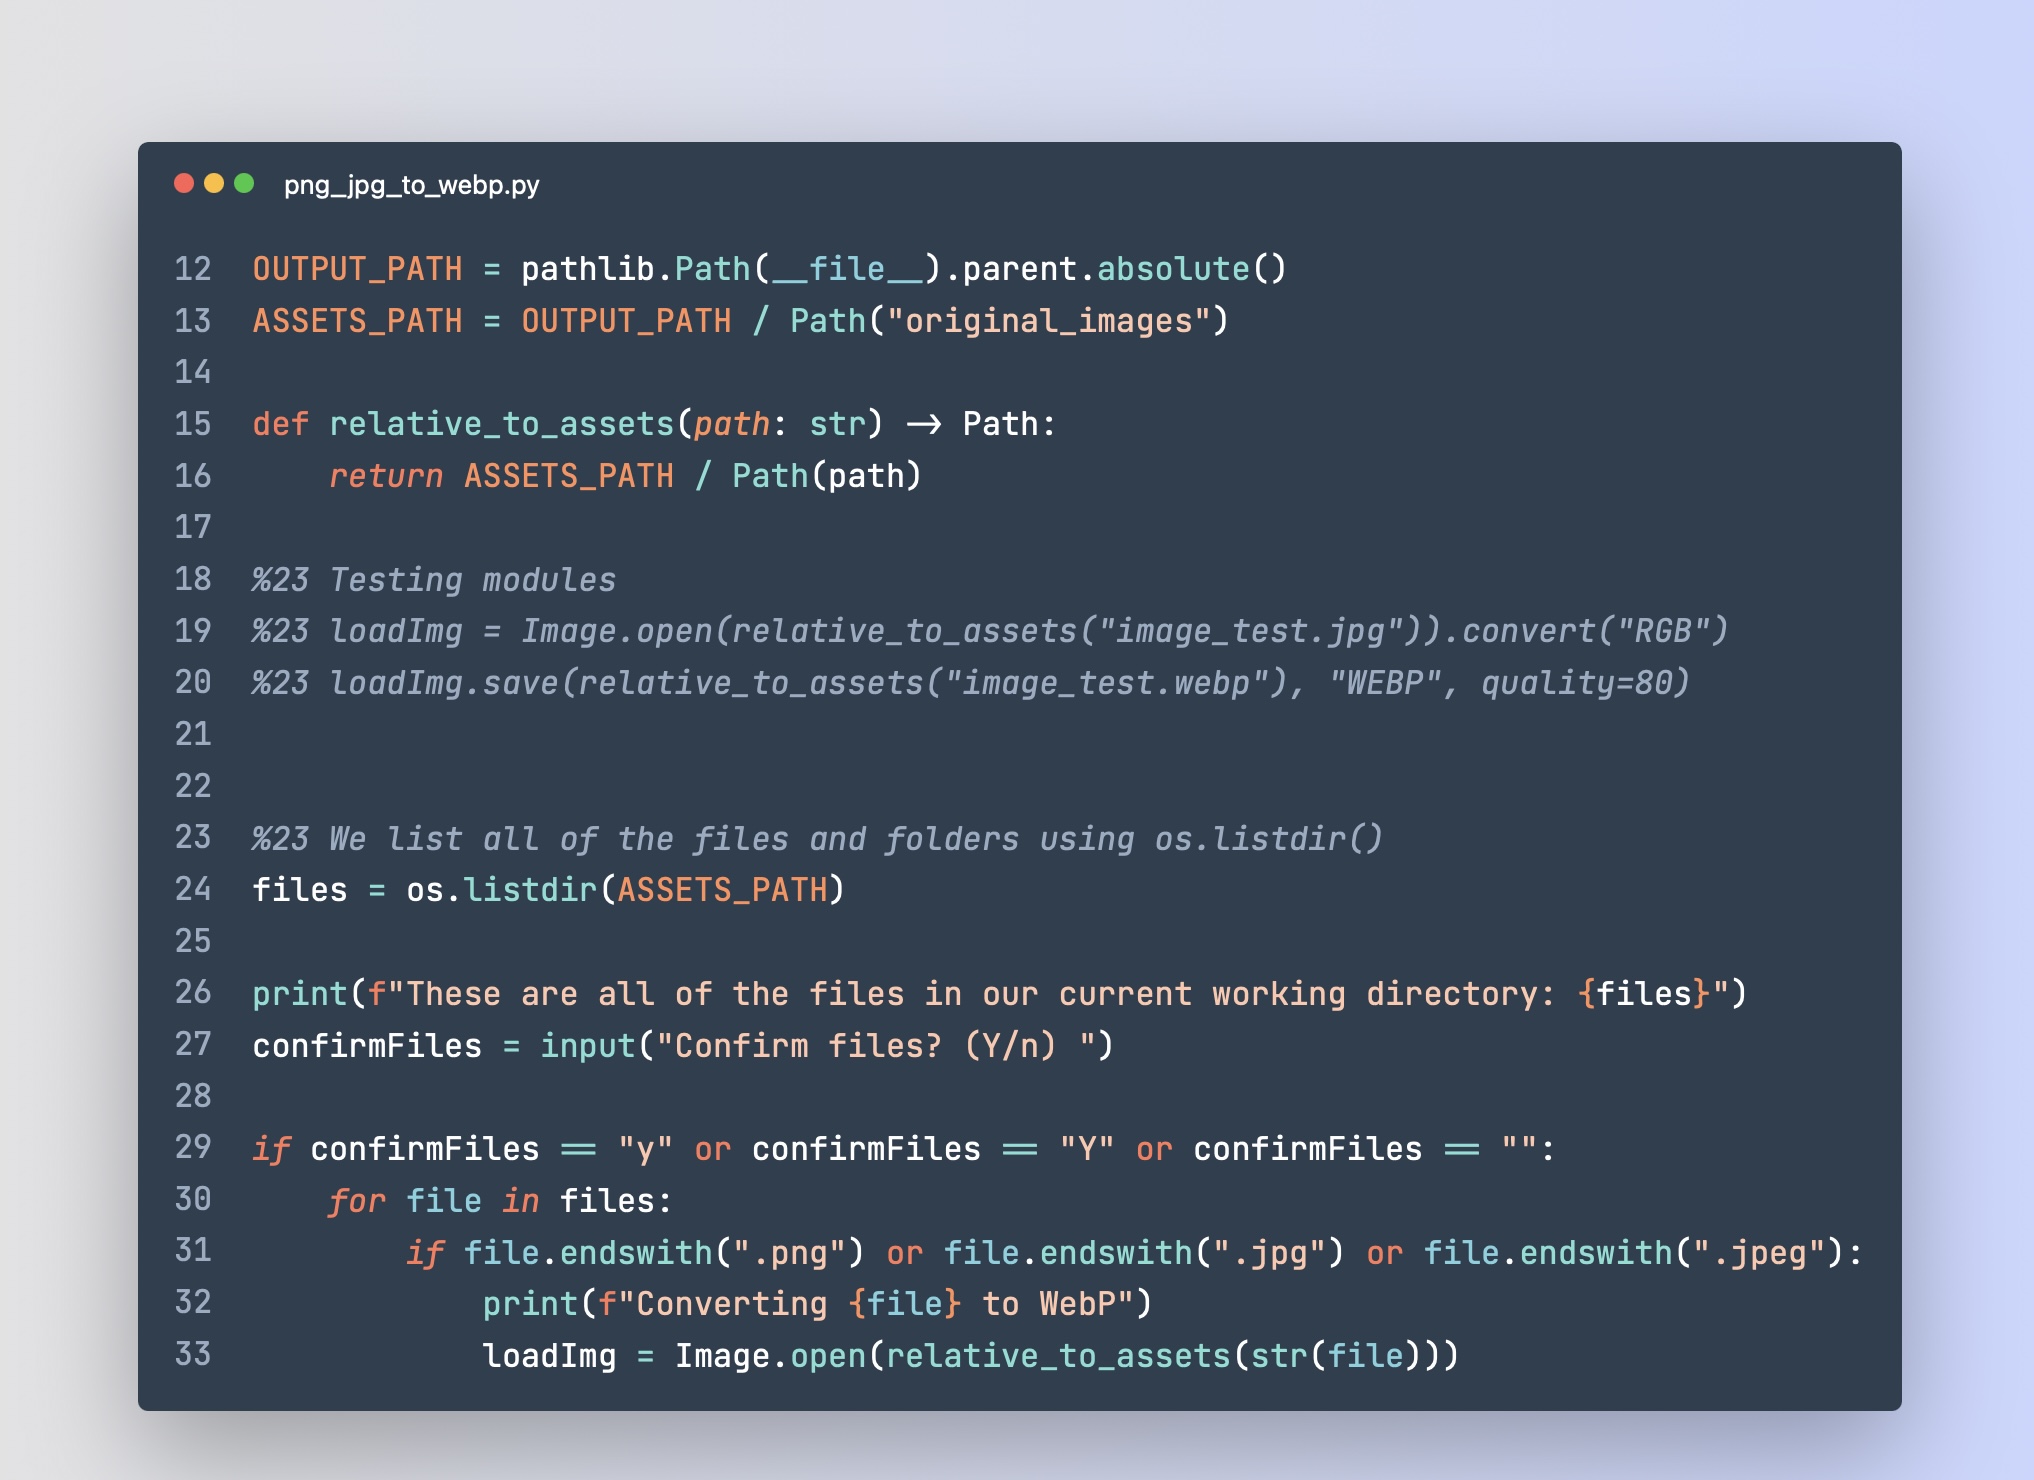 png_jpg_to_webp.py
12 OUTPUT_PATH = pathlib.Path(__file__).parent.absolute()
13 ASSETS_PATH = OUTPUT_PATH / Path("original_images")
14
15 def relative_to_assets(path: str) -> Path:
16     return ASSETS_PATH / Path(path)
17
18 %23 Testing modules
19 %23 loadImg = Image.open(relative_to_assets("image_test.jpg")).convert("RGB")
20 %23 loadImg.save(relative_to_assets("image_test.webp"), "WEBP", quality=80)
21
22
23 %23 We list all of the files and folders using os.listdir()
24 files = os.listdir(ASSETS_PATH)
25
26 print(f"These are all of the files in our current working directory: {files}")
27 confirmFiles = input("Confirm files? (Y/n) ")
28
29 if confirmFiles == "y" or confirmFiles == "Y" or confirmFiles == "":
30     for file in files:
31         if file.endswith(".png") or file.endswith(".jpg") or file.endswith(".jpeg"):
32             print(f"Converting {file} to WebP")
33             loadImg = Image.open(relative_to_assets(str(file)))